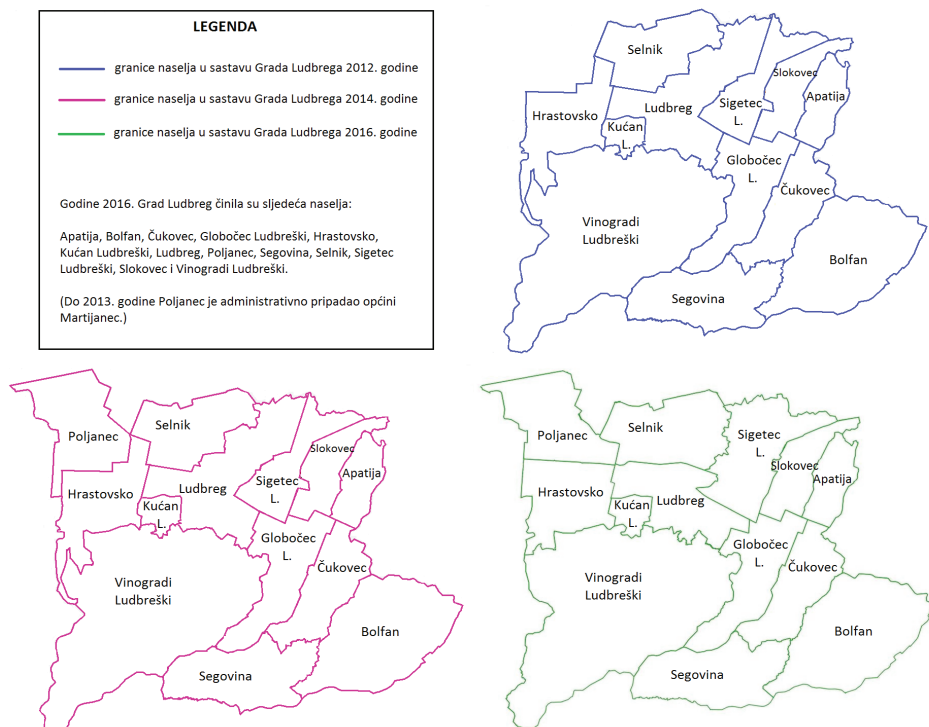 LEGENDA
granice naselja u sastavu Grada Ludbrega 2012. godine
granice naselja u sastavu Grada Ludbrega 2014. godine
granice naselja u sastavu Grada Ludbrega 2016. godine
Godine 2016. Grad Ludbreg činila su sljedeća naselja:
Apatija, Bolfan, Čukovec, Globočec Ludbreški, Hrastovsko,
Kućan Ludbreški, Ludbreg, Poljanec, Segovina, Selnik, Sigetec
Ludbreški, Slokovec i Vinogradi Ludbreški.
(Do 2013. godine Poljanec je administrativno pripadao općini
Martijanec.)
Selnik
Slokovec
Apatija
Hrastovsko
Ludbreg
Sigetec
L.
Kućan
L.
Globočec
L.
Čukovec
Vinogradi
Ludbreški
Bolfan
Segovina
Poljanec
Selnik
Slokovec
Apatija
Hrastovsko
Ludbreg
Sigetec
L.
Kućan
L.
Globočec
L.
Čukovec
Vinogradi
Ludbreški
Bolfan
Segovina
Poljanec
Selnik
Sigetec
L.
Slokovec
Apatija
Hrastovsko
Ludbreg
Kućan
L.
Globočec
L.
Čukovec
Vinogradi
Ludbreški
Bolfan
Segovina